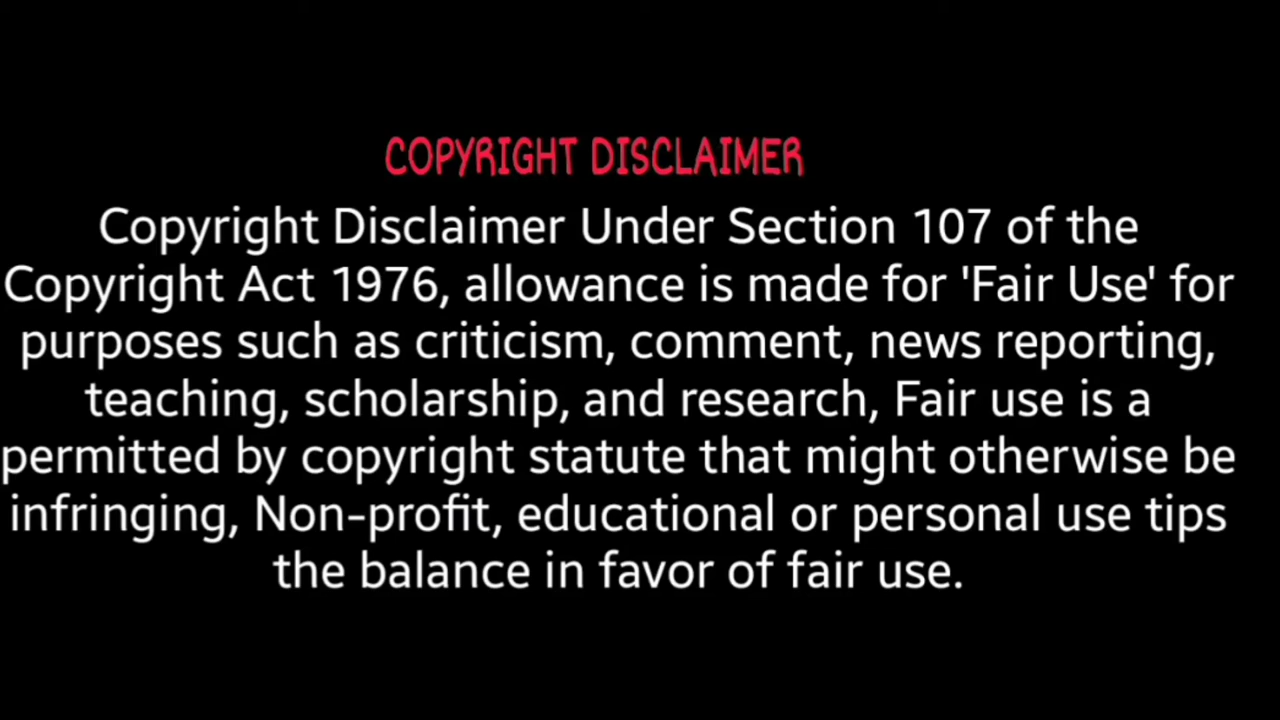 COPYRIGHT DISCLAIMER
Copyright Disclaimer Under Section 107 of the
Copyright Act 1976, allowance is made for 'Fair Use' for
purposes such as criticism, comment, news reporting,
teaching, scholarship, and research, Fair use is a
permitted by copyright statute that might otherwise be
infringing, Non-profit, educational or personal use tips
the balance in favor of fair use.